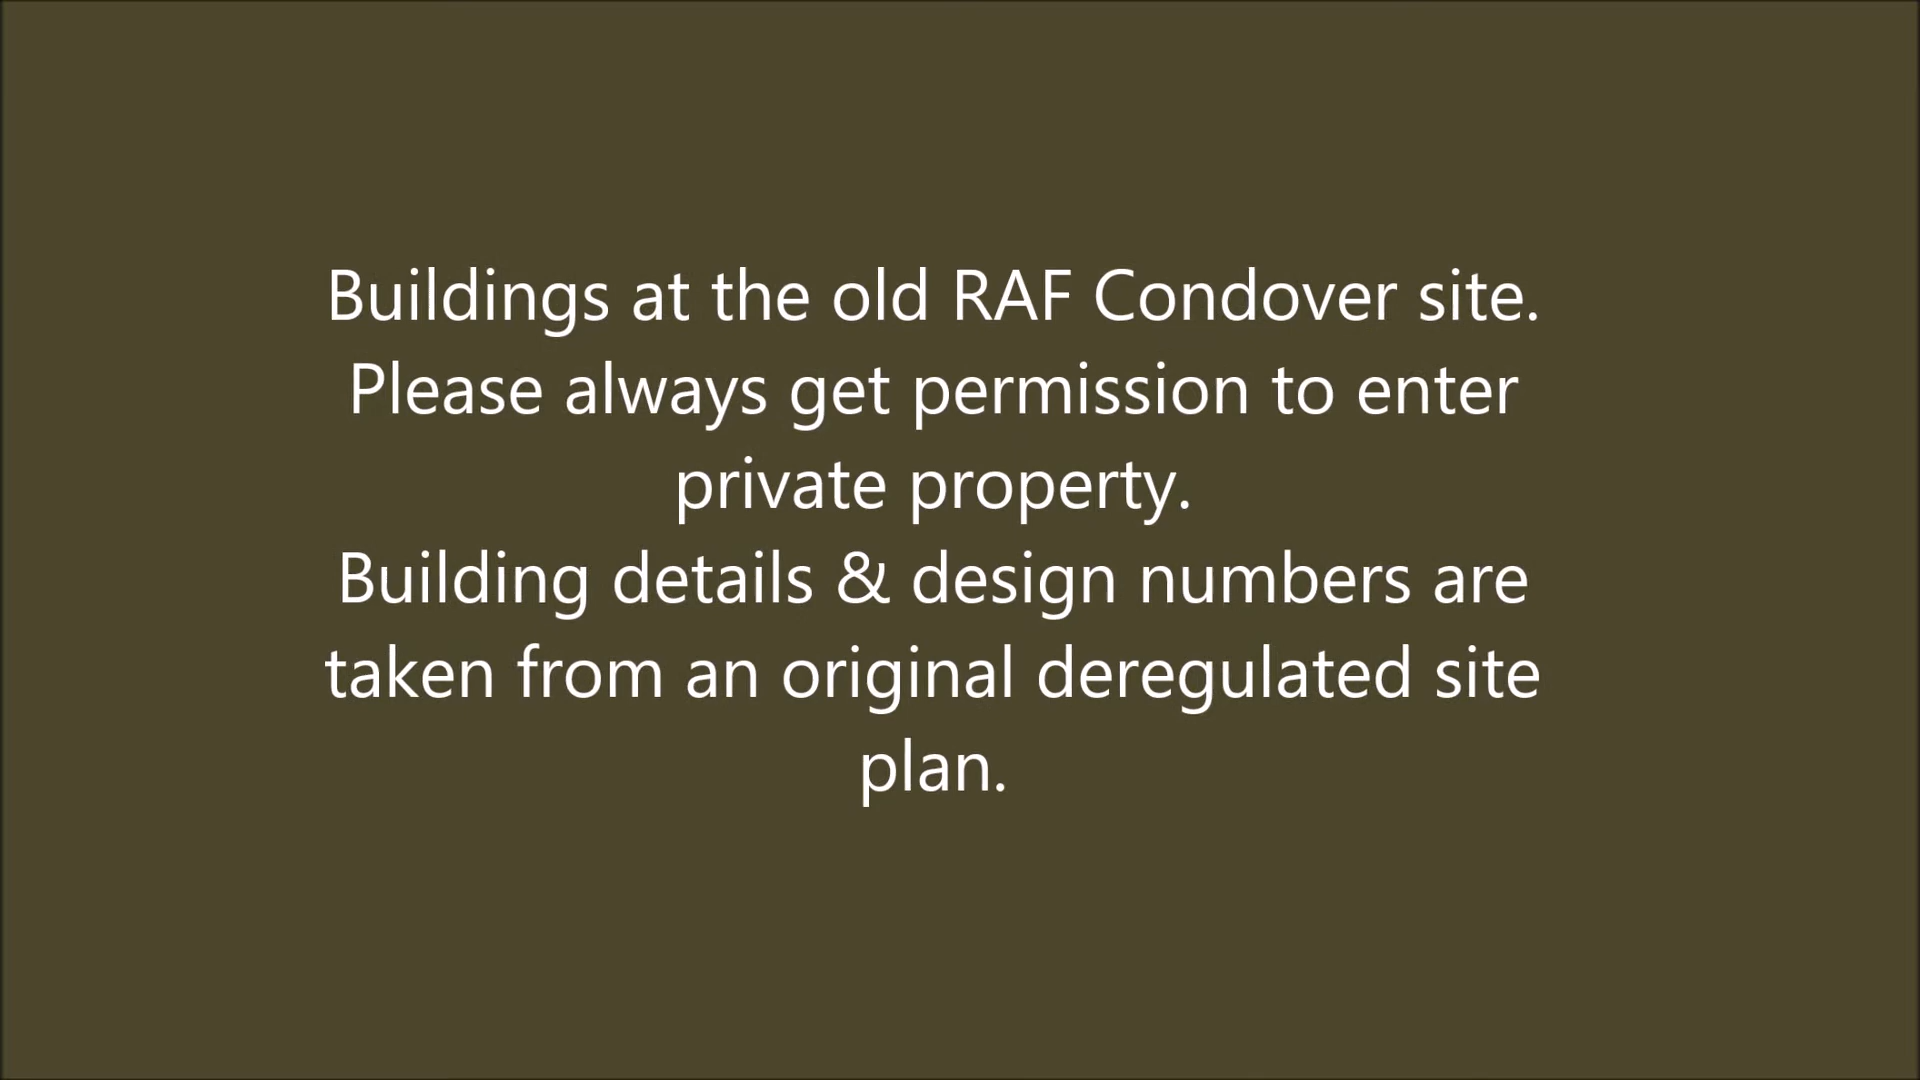 Buildings at the old RAF Condover site.
Please always get permission to enter
private property.
Building details & design numbers are
taken from an original deregulated site
plan.